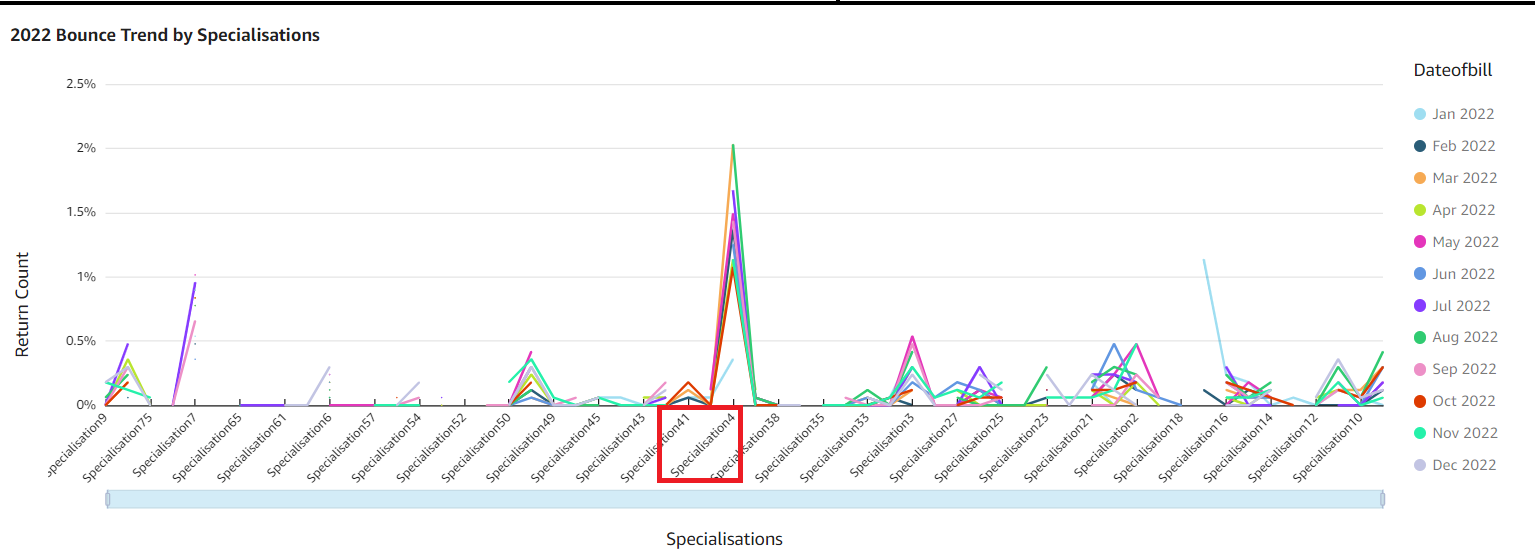 2022 Bounce Trend by Specialisations
Dateofbill
2.5%
2%
1.5%
1%
0.5%
0%
Return Count
Jan 2022
Feb 2022
Mar 2022
Apr 2022
May 2022
Jun 2022
Jul 2022
Aug 2022
Sep 2022
Oct 2022
Nov 2022
Dec 2022
Specialisation9
Specialisation75
Specialisation7
Specialisation65
Specialisation61
Specialisation6
Specialisation57
Specialisation54
Specialisation52
Specialisation50
Specialisation49
Specialisation45
Specialisation43
Specialisation41
Specialisation4
Specialisation38
Specialisation35
Specialisation33
Specialisation3
Specialisation27
Specialisation25
Specialisation23
Specialisation21
Specialisation2
Specialisation18
Specialisation16
Specialisation14
Specialisation12
Specialisation10
Specialisations